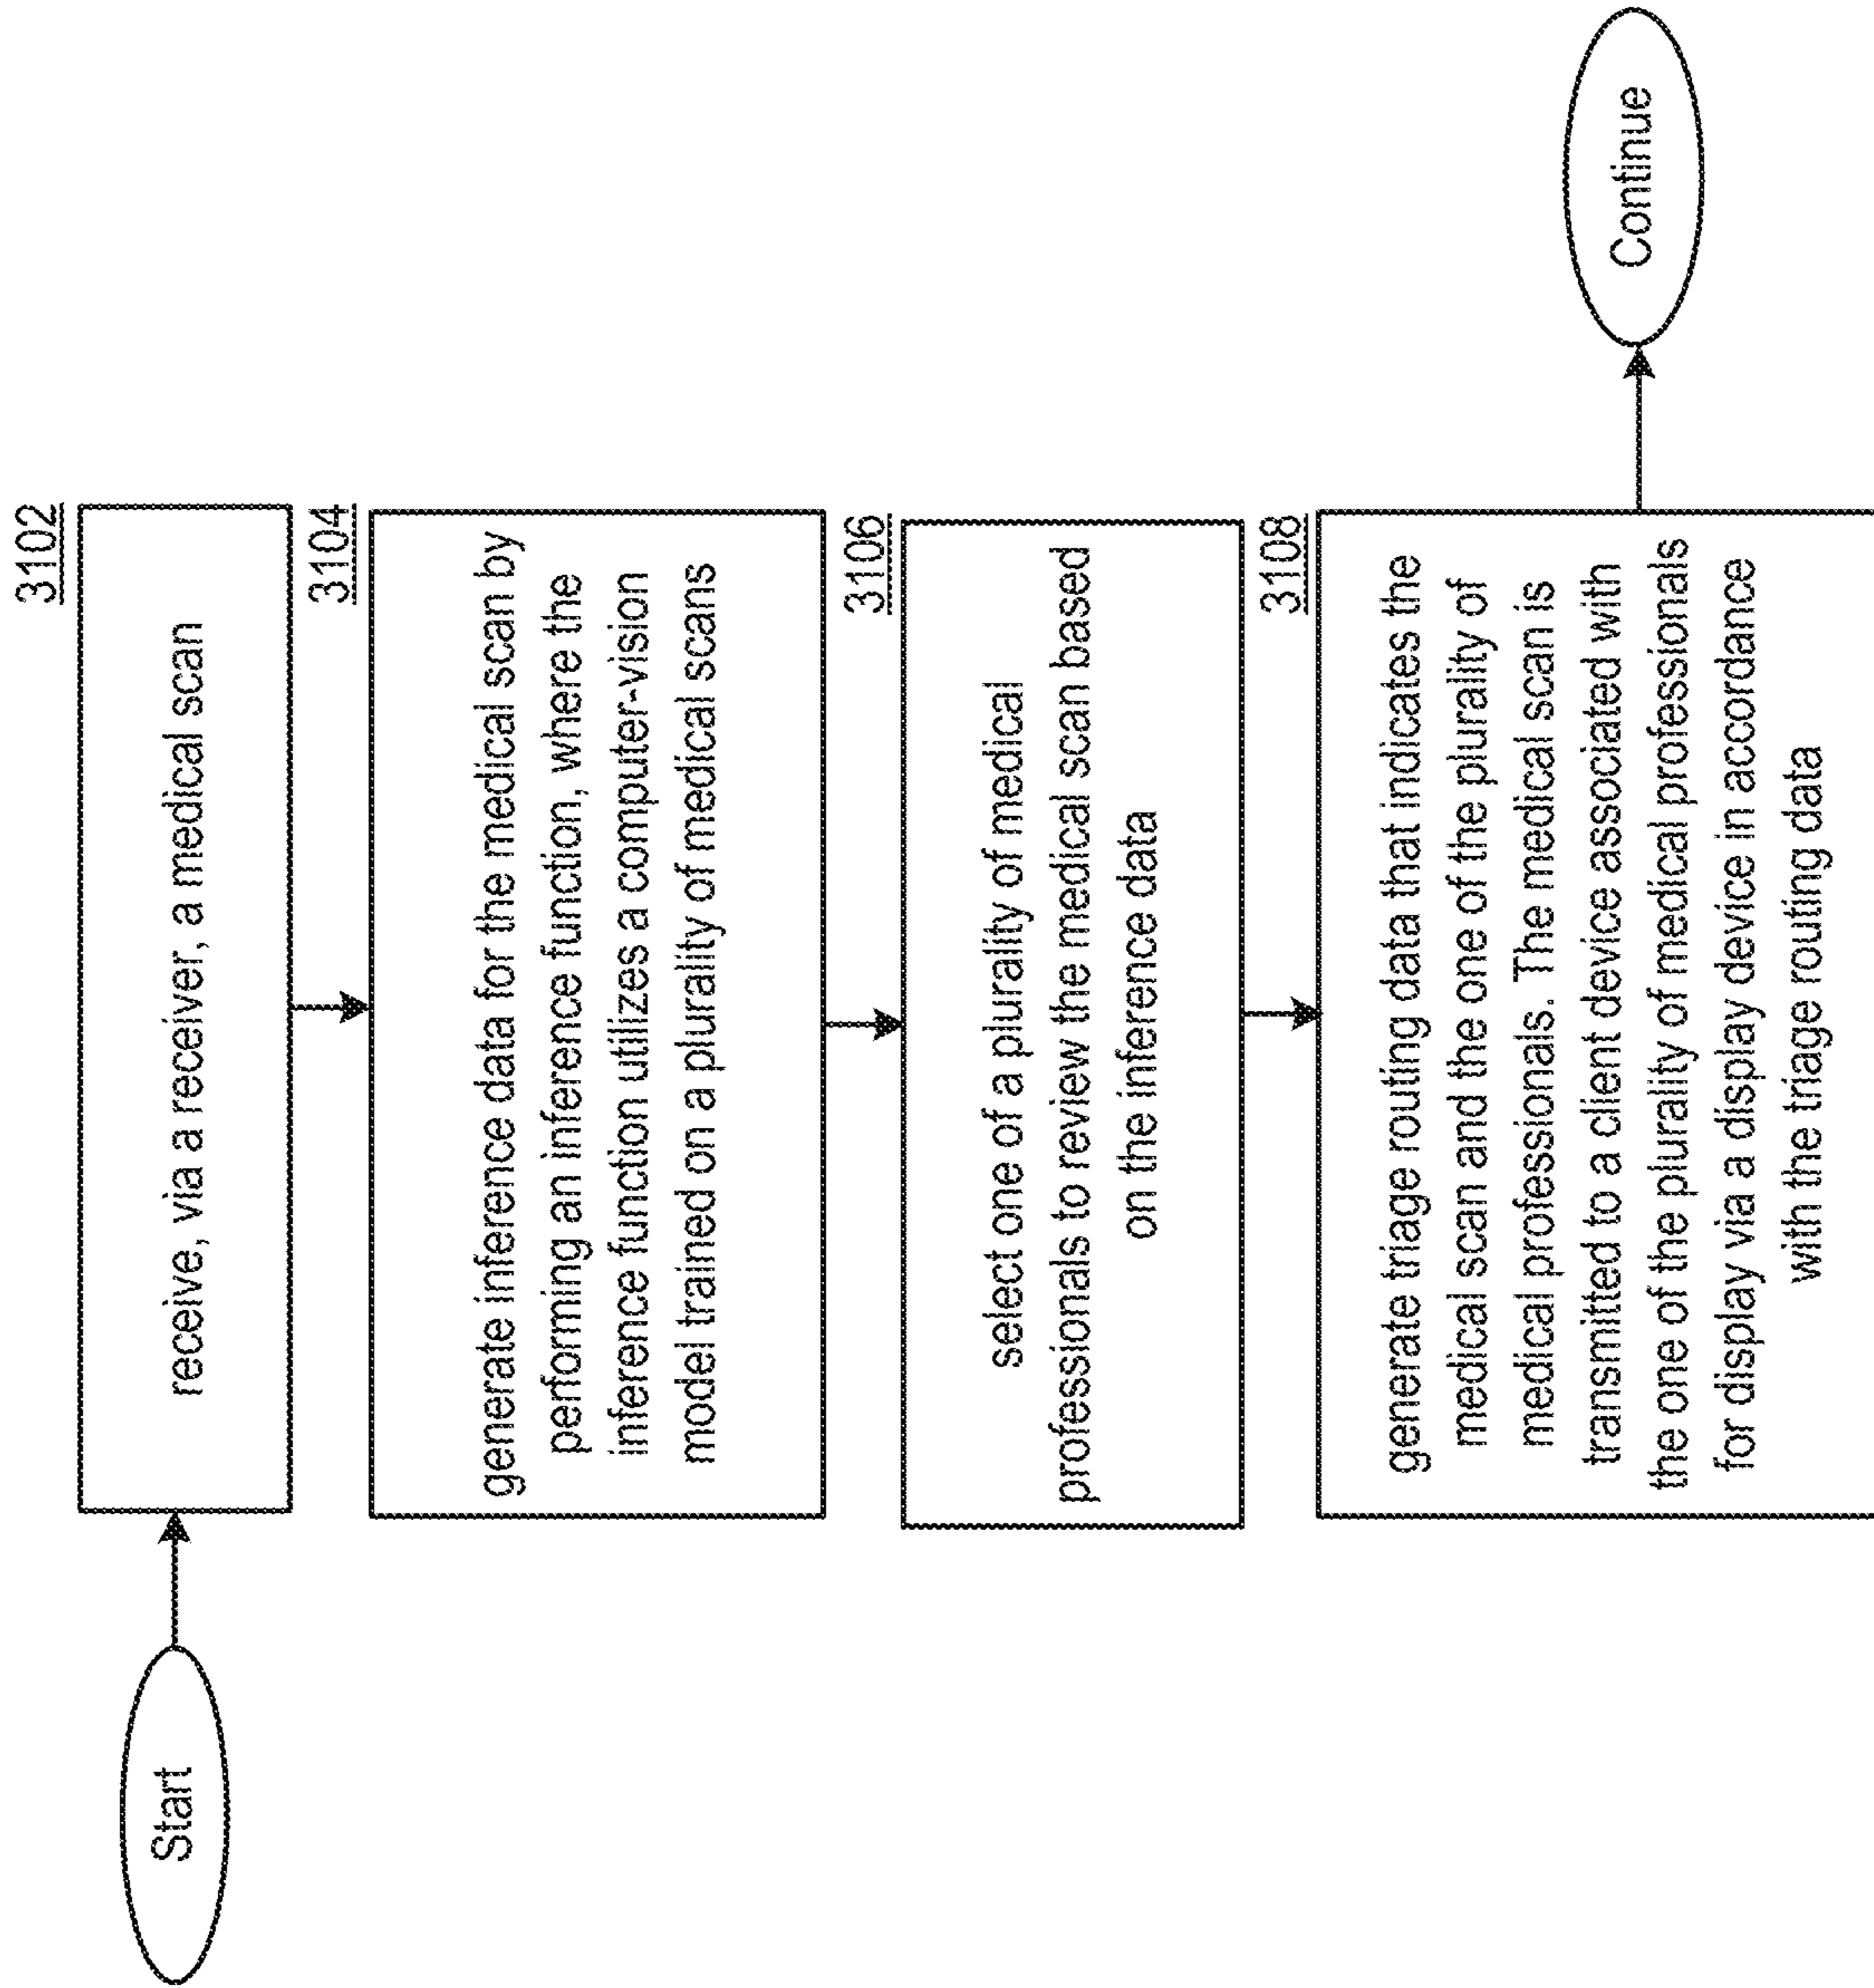 Start
3102
receive, via a receiver, a medical scan
3104
generate inference data for the medical scan by
performing an inference function, where the
inference function utilizes a computer-vision
model trained on a plurality of medical scans
3106
select one of a plurality of medical
professionals to review the medical scan based
on the inference data
3108
generate triage routing data that indicates the
medical scan and the one of the plurality of
medical professionals. The medical scan is
transmitted to a client device associated with
the one of the plurality of medical professionals
for display via a display device in accordance
with the triage routing data
Continue